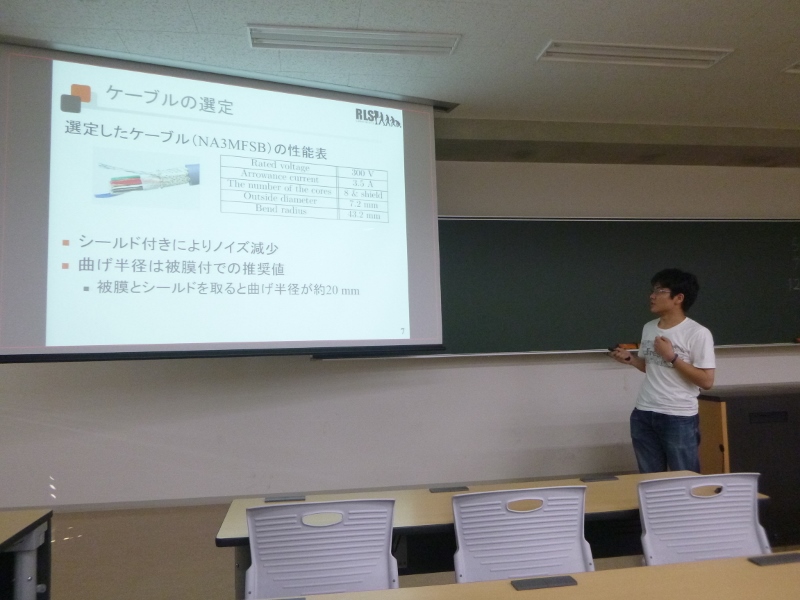 ケーブルの選定
RLSP
選定したケーブル(NA3MFSB)の性能表
Rated voltage 300 V
Arrowance current 3.5 A
The number of the cores 8 & shield
Outside diameter 7.2 mm
Bend radius 43.2 mm
シールド付きによりノイズ減少
曲げ半径は被膜付での推奨値
被膜とシールドを取ると曲げ半径が約20 mm
7